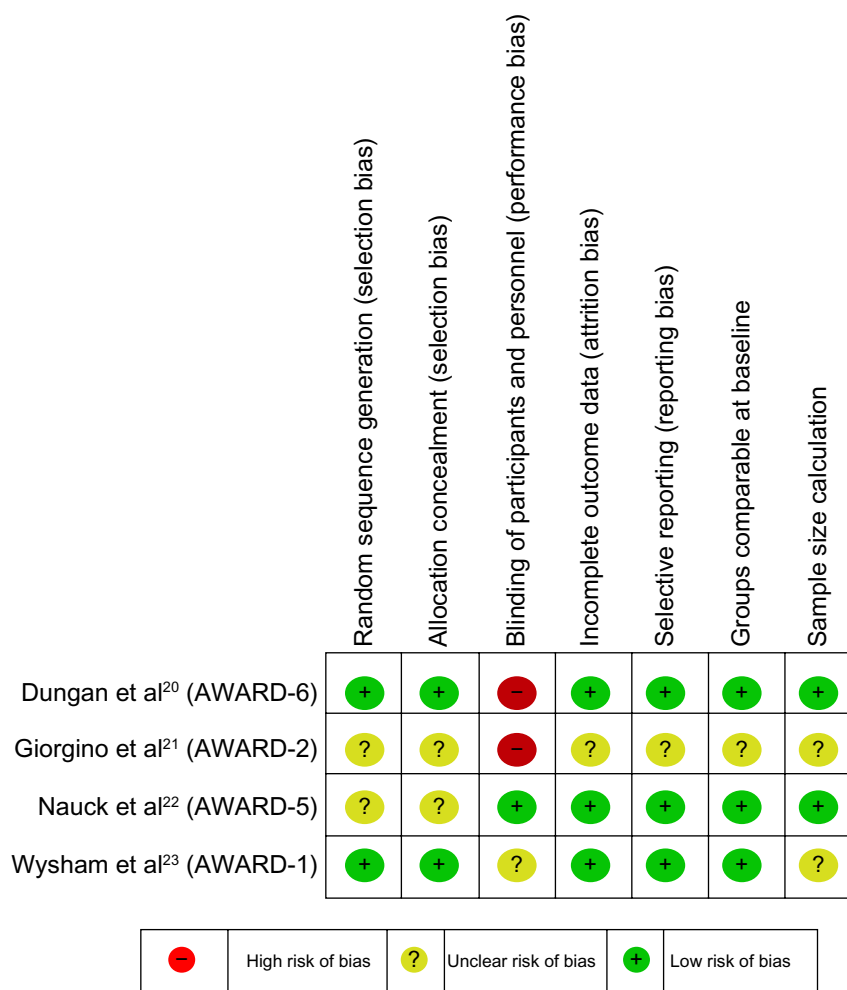 Random sequence generation (selection bias)
Allocation concealment (selection bias)
Blinding of participants and personnel (performance bias)
Incomplete outcome data (attrition bias)
Selective reporting (reporting bias)
Groups comparable at baseline
Sample size calculation
Dungan et al²⁰ (AWARD-6) + + − + + + +
Giorgino et al²¹ (AWARD-2) ? ? − ? ? ? ?
Nauck et al²² (AWARD-5) ? ? + + + + +
Wysham et al²³ (AWARD-1) + + ? + + + ?
− High risk of bias ? Unclear risk of bias + Low risk of bias